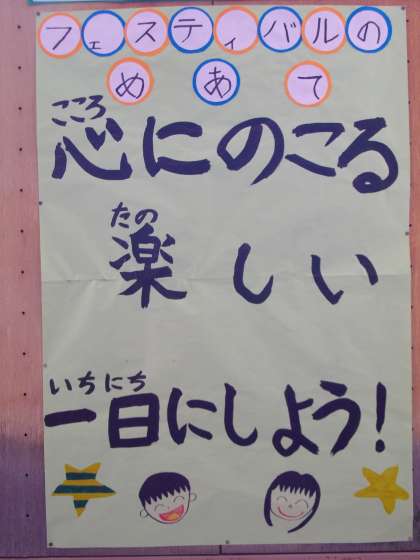 フェスティバルの
めあて
こころ
心にのこる
たの
楽しい
いちにち
一日にしよう!